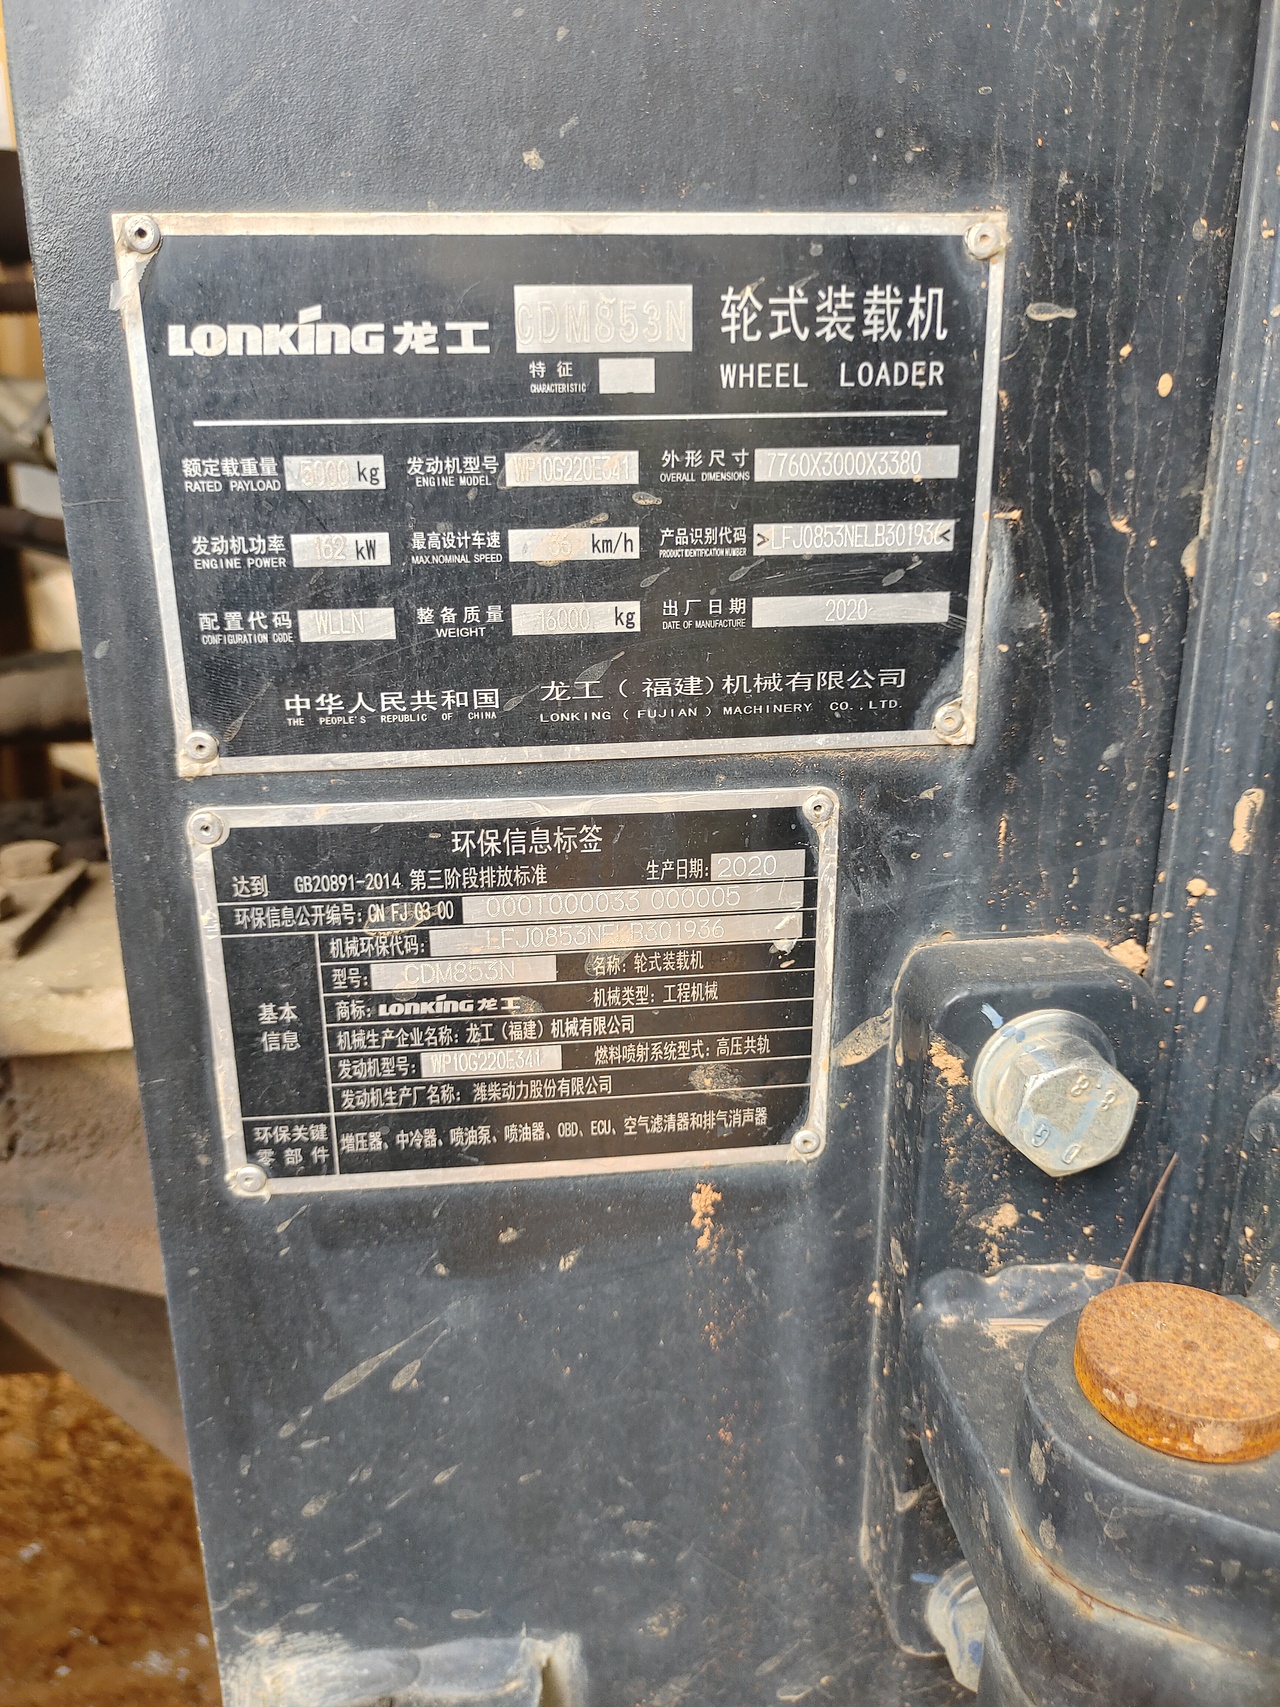 LONKING 龙工 CDM853N 轮式装载机
特征 WHEEL LOADER
CHARACTERISTIC
额定载重量 5000 kg 发动机型号 WP10G220E341 外形尺寸 7760X3000X3380
RATED PAYLOAD ENGINE MODEL OVERALL DIMENSIONS
发动机功率 162 kW 最高设计车速 36 km/h 产品识别代码 >LFJ0853NELB301936<
ENGINE POWER MAX.NOMINAL SPEED PRODUCT IDENTIFICATION NUMBER
配置代码 WLLN 整备质量 16000 kg 出厂日期 2020
CONFIGURATION CODE WEIGHT DATE OF MANUFACTURE
中华人民共和国 龙工(福建)机械有限公司
THE PEOPLE'S REPUBLIC OF CHINA LONKING (FUJIAN) MACHINERY CO.,LTD.
环保信息标签
达到 GB20891-2014 第三阶段排放标准 生产日期: 2020
环保信息公开编号: CN FJ G3 00 0001000033 000005
机械环保代码: LFJ0853NELB301936
基本信息
型号: CDM853N 名称: 轮式装载机
商标: LONKING 龙工 机械类型: 工程机械
机械生产企业名称: 龙工(福建)机械有限公司
发动机型号: WP10G220E341 燃料喷射系统型式: 高压共轨
发动机生产厂名称: 潍柴动力股份有限公司
环保关键零部件 增压器、中冷器、喷油泵、喷油器、OBD、ECU、空气滤清器和排气消声器
8.8